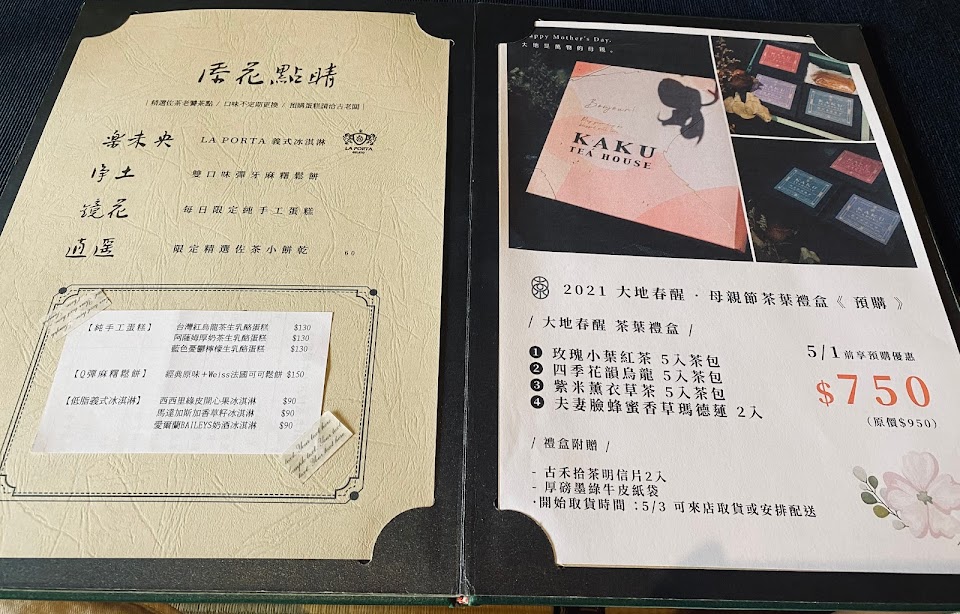 添花點睛
｜精選佐茶老饕茶點 / 口味不定期更換 / 預購蛋糕請洽古老闆｜
樂未央 LA PORTA 義式冰淇淋
LA PORTA
淨土 雙口味彈牙麻糬鬆餅
鏡花 每日限定純手工蛋糕
逍遥 限定精選佐茶小餅乾 60
【純手工蛋糕】 台灣紅烏龍茶生乳酪蛋糕 $130
阿薩姆厚奶茶生乳酪蛋糕 $130
藍色憂鬱檸檬生乳酪蛋糕 $130
【Q彈麻糬鬆餅】 經典原味＋Weiss法國可可鬆餅 $150
【低脂義式冰淇淋】 西西里綠皮開心果冰淇淋 $90
馬達加斯加香草籽冰淇淋 $90
愛爾蘭BAILEYS奶酒冰淇淋 $90
Happy Mother's Day.
大地是萬物的母親。
Bonjour!
KAKU
TEA HOUSE
KAKU
2021 大地春醒 · 母親節茶葉禮盒《 預購 》
/ 大地春醒 茶葉禮盒 /
❶ 玫瑰小葉紅茶 5入茶包
❷ 四季花韻烏龍 5入茶包
❸ 紫米薰衣草茶 5入茶包
❹ 夫妻臉蜂蜜香草瑪德蓮 2入
5/1 前享預購優惠
$750
（原價$950）
/ 禮盒附贈 /
- 古禾拾茶明信片2入
- 厚磅墨綠牛皮紙袋
·開始取貨時間：5/3 可來店取貨或安排配送